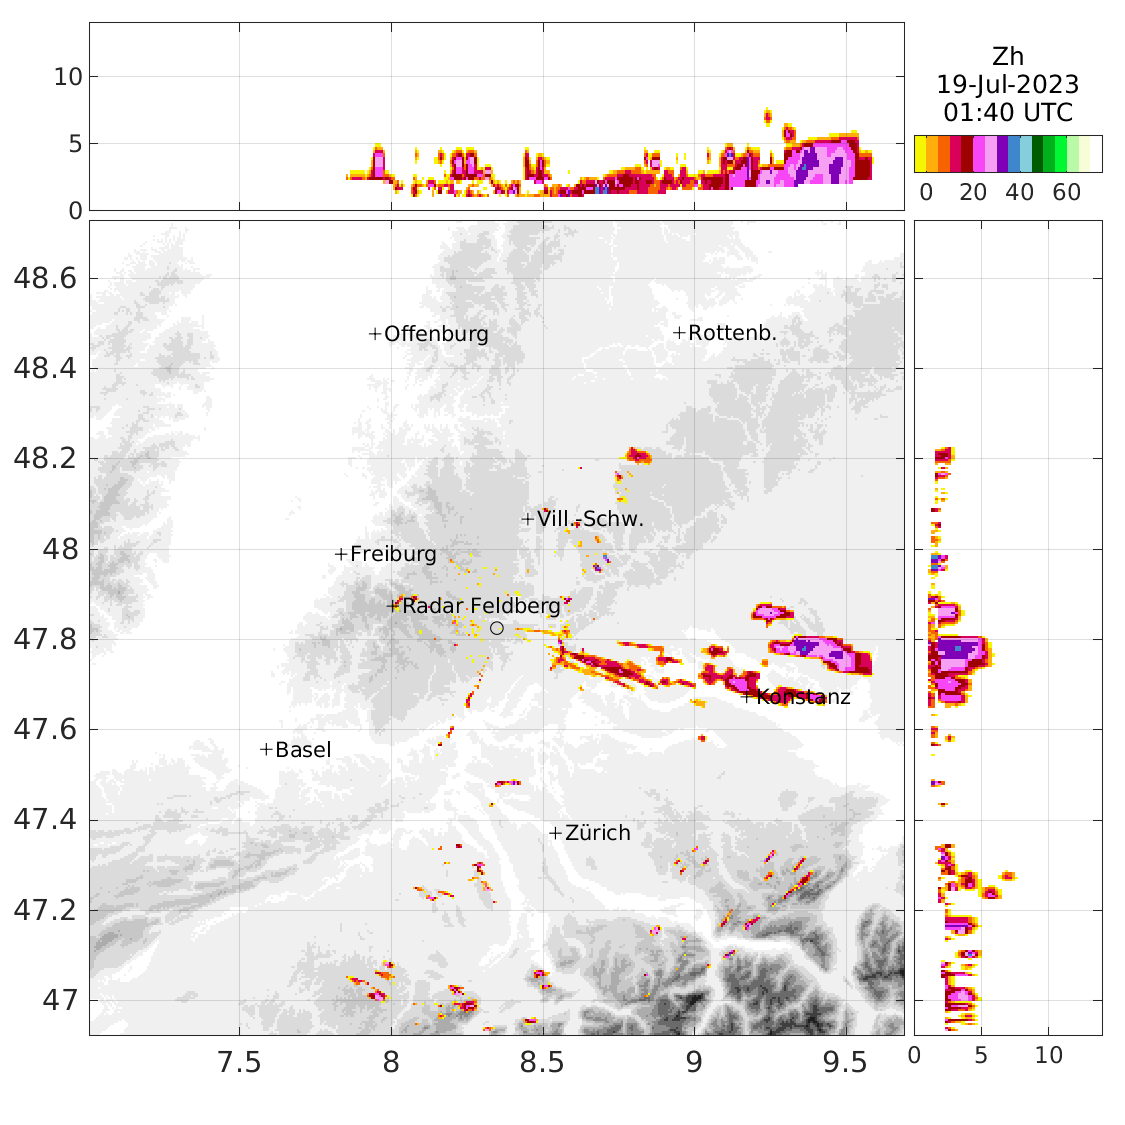 Zh
19-Jul-2023
01:40 UTC
10
5
0
0 20 40 60
48.6
48.4
48.2
48
47.8
47.6
47.4
47.2
47
+Offenburg
+Rottenb.
+Vill.-Schw.
+Freiburg
+Radar Feldberg
+Konstanz
+Basel
+Zürich
7.5 8 8.5 9 9.5
0 5 10